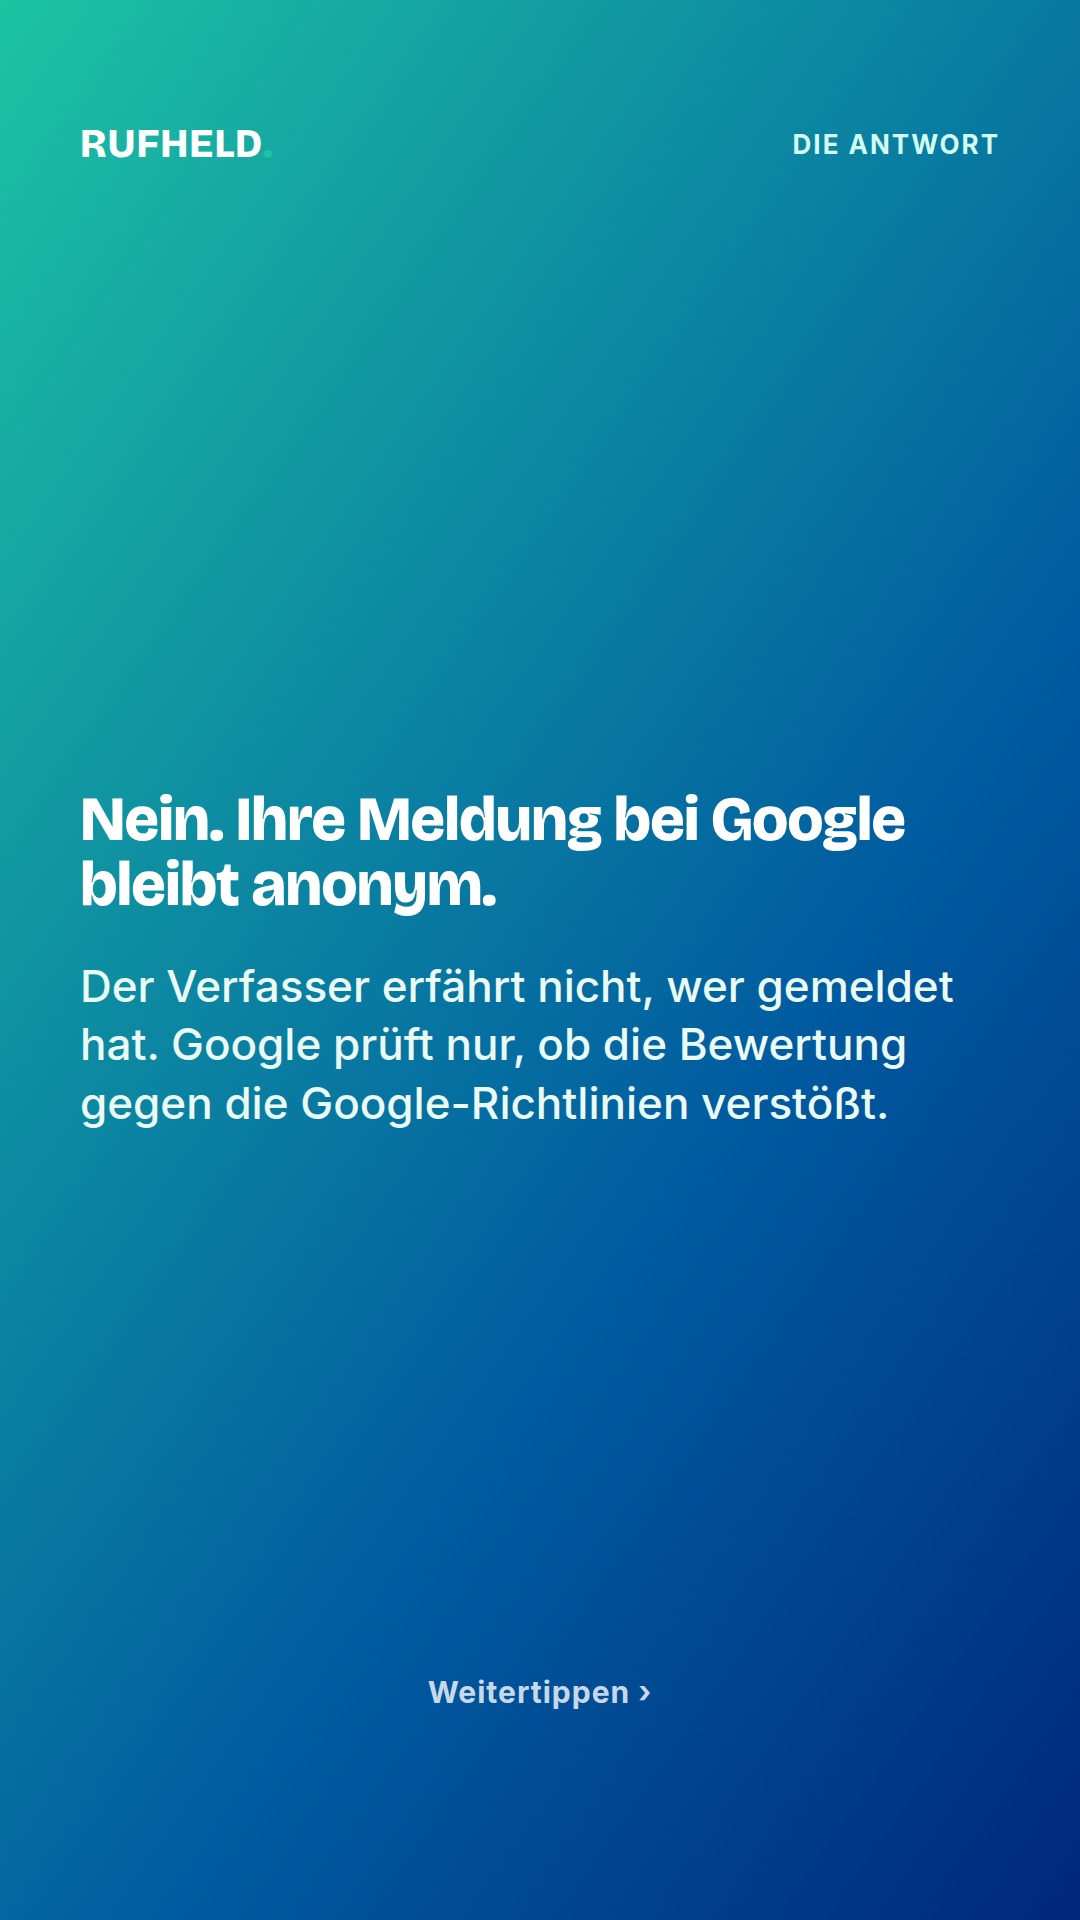 RUFHELD.
DIE ANTWORT
Nein. Ihre Meldung bei Google
bleibt anonym.
Der Verfasser erfährt nicht, wer gemeldet
hat. Google prüft nur, ob die Bewertung
gegen die Google-Richtlinien verstößt.
Weitertippen ›